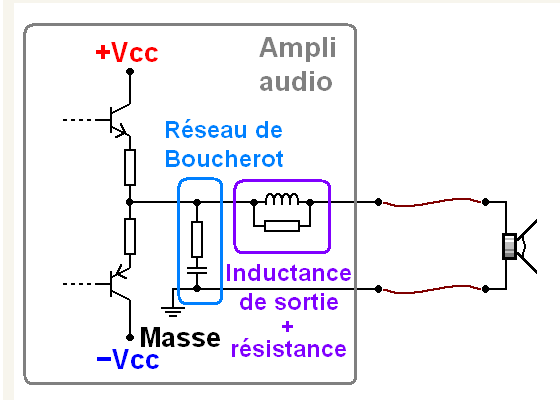 +Vcc
Ampli
audio
Réseau de
Boucherot
Inductance
de sortie
+
résistance
Masse
−Vcc